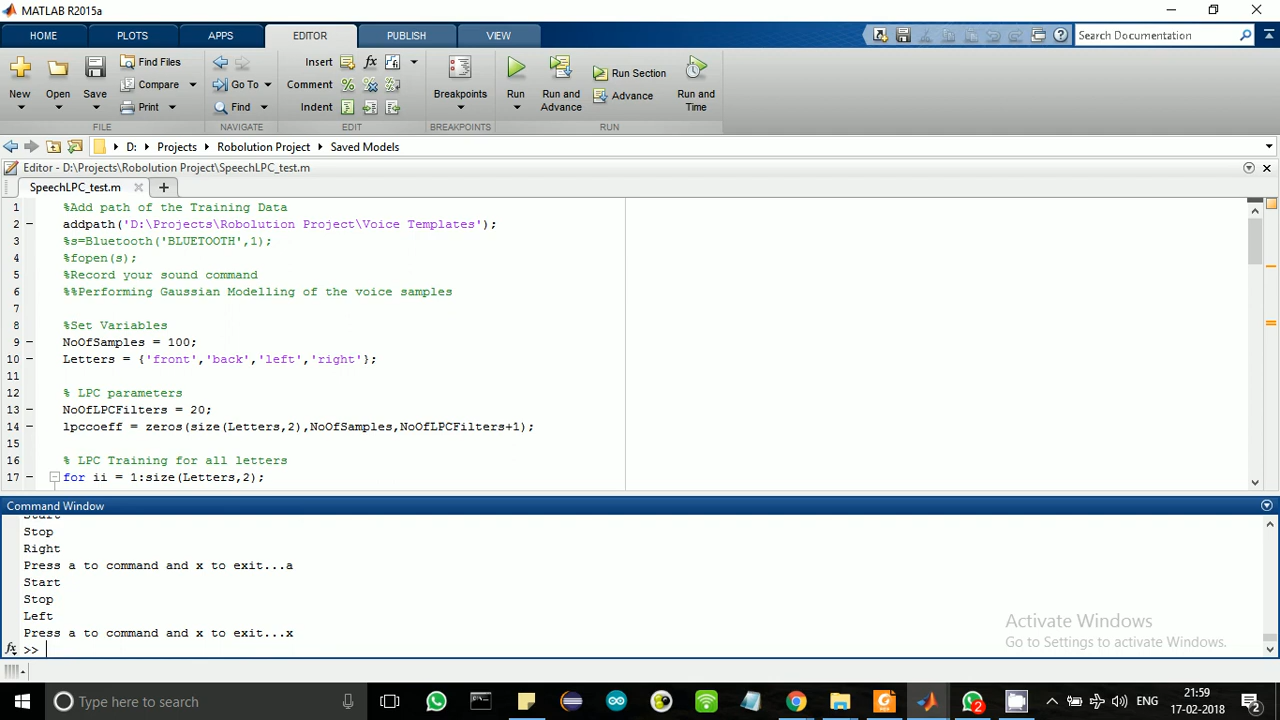 MATLAB R2015a
HOME PLOTS APPS EDITOR PUBLISH VIEW
Search Documentation
Find Files Insert fx
Compare Go To Comment Run Section
New Open Save Print Find Indent Breakpoints Run Run and Advance Advance Run and Time
FILE NAVIGATE EDIT BREAKPOINTS RUN
D: Projects Robolution Project Saved Models
Editor - D:\Projects\Robolution Project\SpeechLPC_test.m
SpeechLPC_test.m
1 %Add path of the Training Data
2 addpath('D:\Projects\Robolution Project\Voice Templates');
3 %s=Bluetooth('BLUETOOTH',1);
4 %fopen(s);
5 %Record your sound command
6 %%Performing Gaussian Modelling of the voice samples
7
8 %Set Variables
9 NoOfSamples = 100;
10 Letters = {'front','back','left','right'};
11
12 % LPC parameters
13 NoOfLPCFilters = 20;
14 lpccoeff = zeros(size(Letters,2),NoOfSamples,NoOfLPCFilters+1);
15
16 % LPC Training for all letters
17 for ii = 1:size(Letters,2);
Command Window
Start
Stop
Right
Press a to command and x to exit...a
Start
Stop
Left
Press a to command and x to exit...x
fx >>
Activate Windows
Go to Settings to activate Windows.
Type here to search
2
ENG
21:59
17-02-2018
2